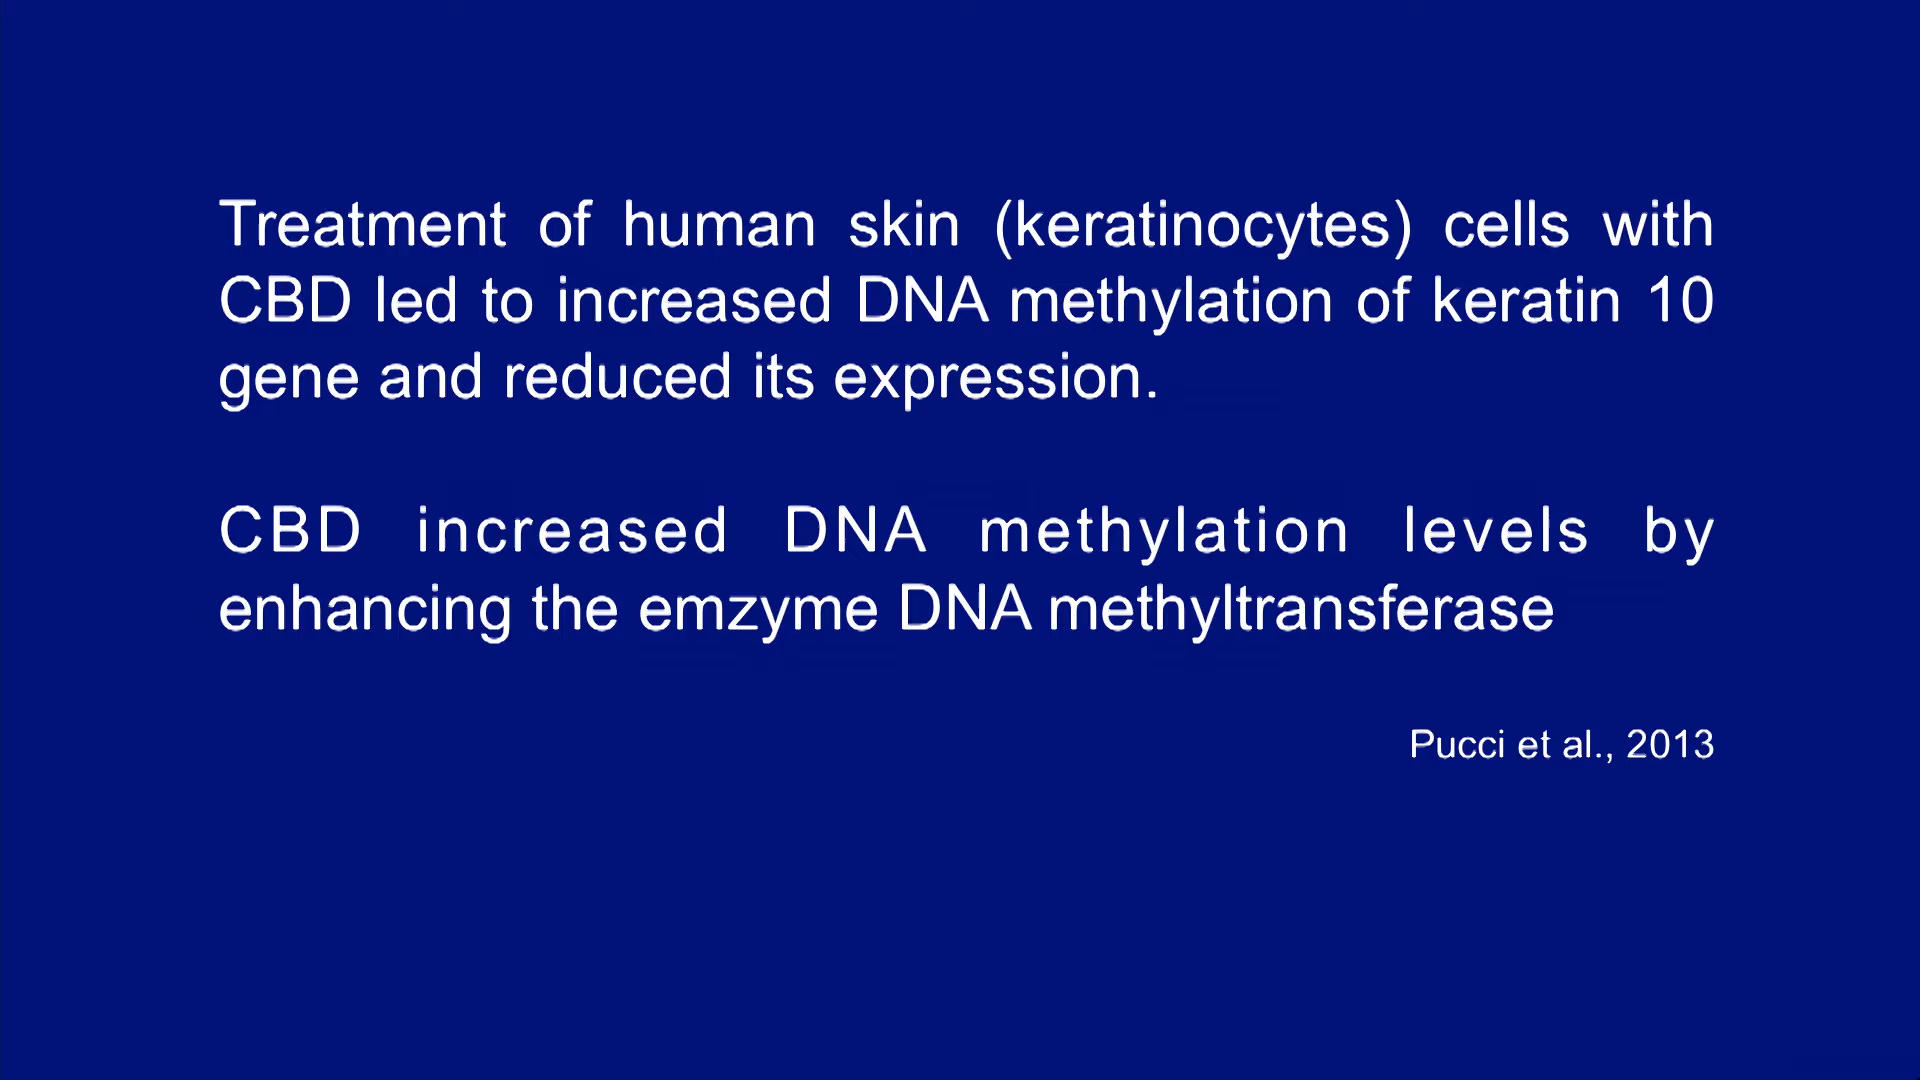 Treatment of human skin (keratinocytes) cells with
CBD led to increased DNA methylation of keratin 10
gene and reduced its expression.
CBD increased DNA methylation levels by
enhancing the emzyme DNA methyltransferase
Pucci et al., 2013